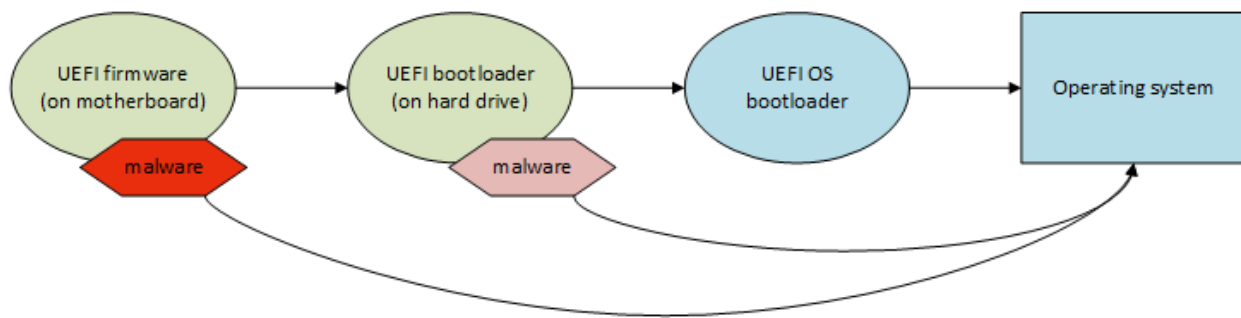 UEFI firmware
(on motherboard)
UEFI bootloader
(on hard drive)
UEFI OS
bootloader
Operating system
malware
malware